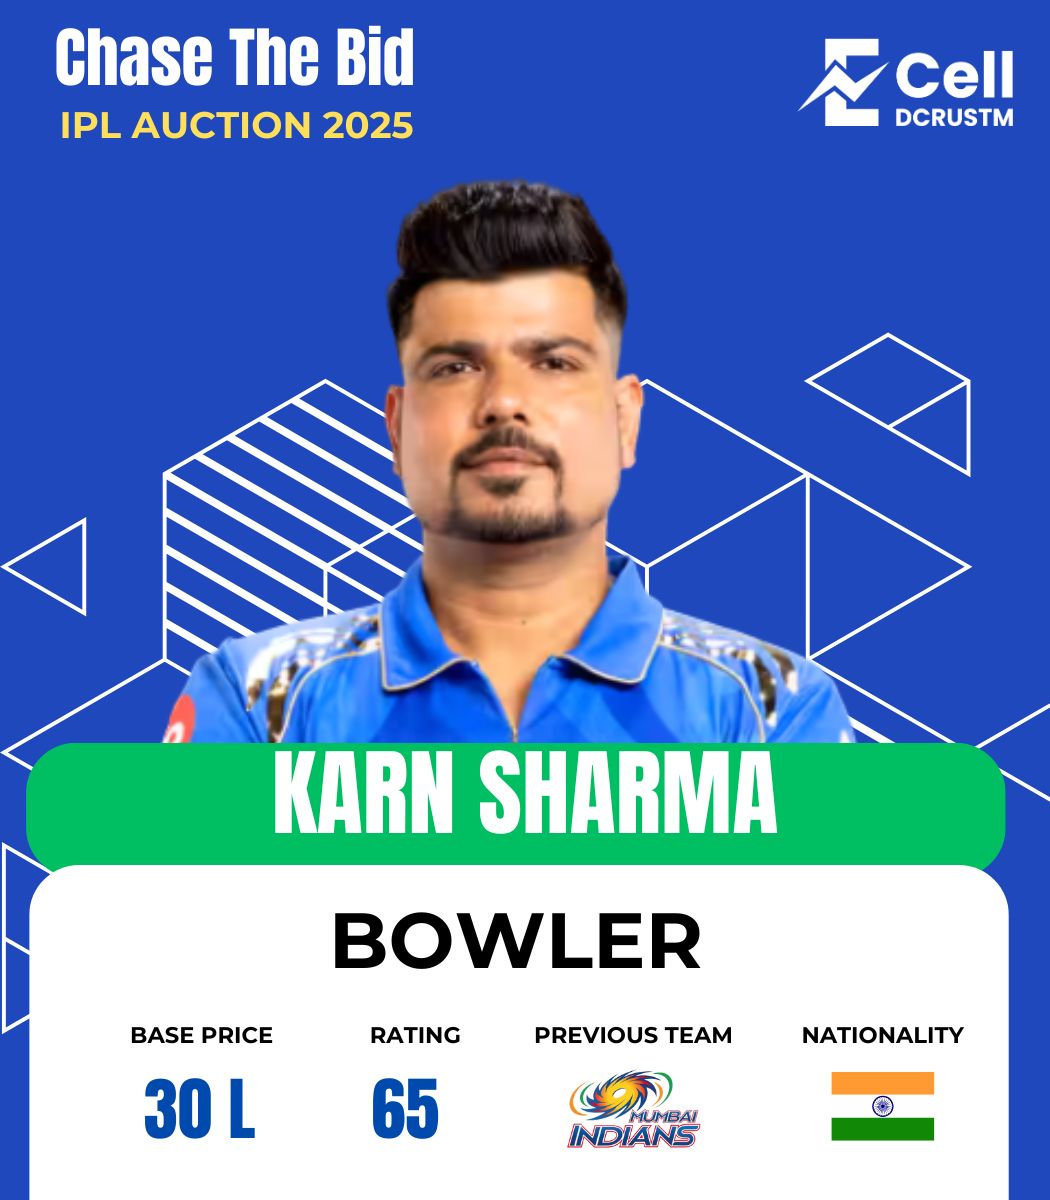 Chase The Bid
IPL AUCTION 2025
Cell
DCRUSTM
KARN SHARMA
BOWLER
BASE PRICE
RATING
PREVIOUS TEAM
NATIONALITY
30 L
65
MUMBAI
INDIANS